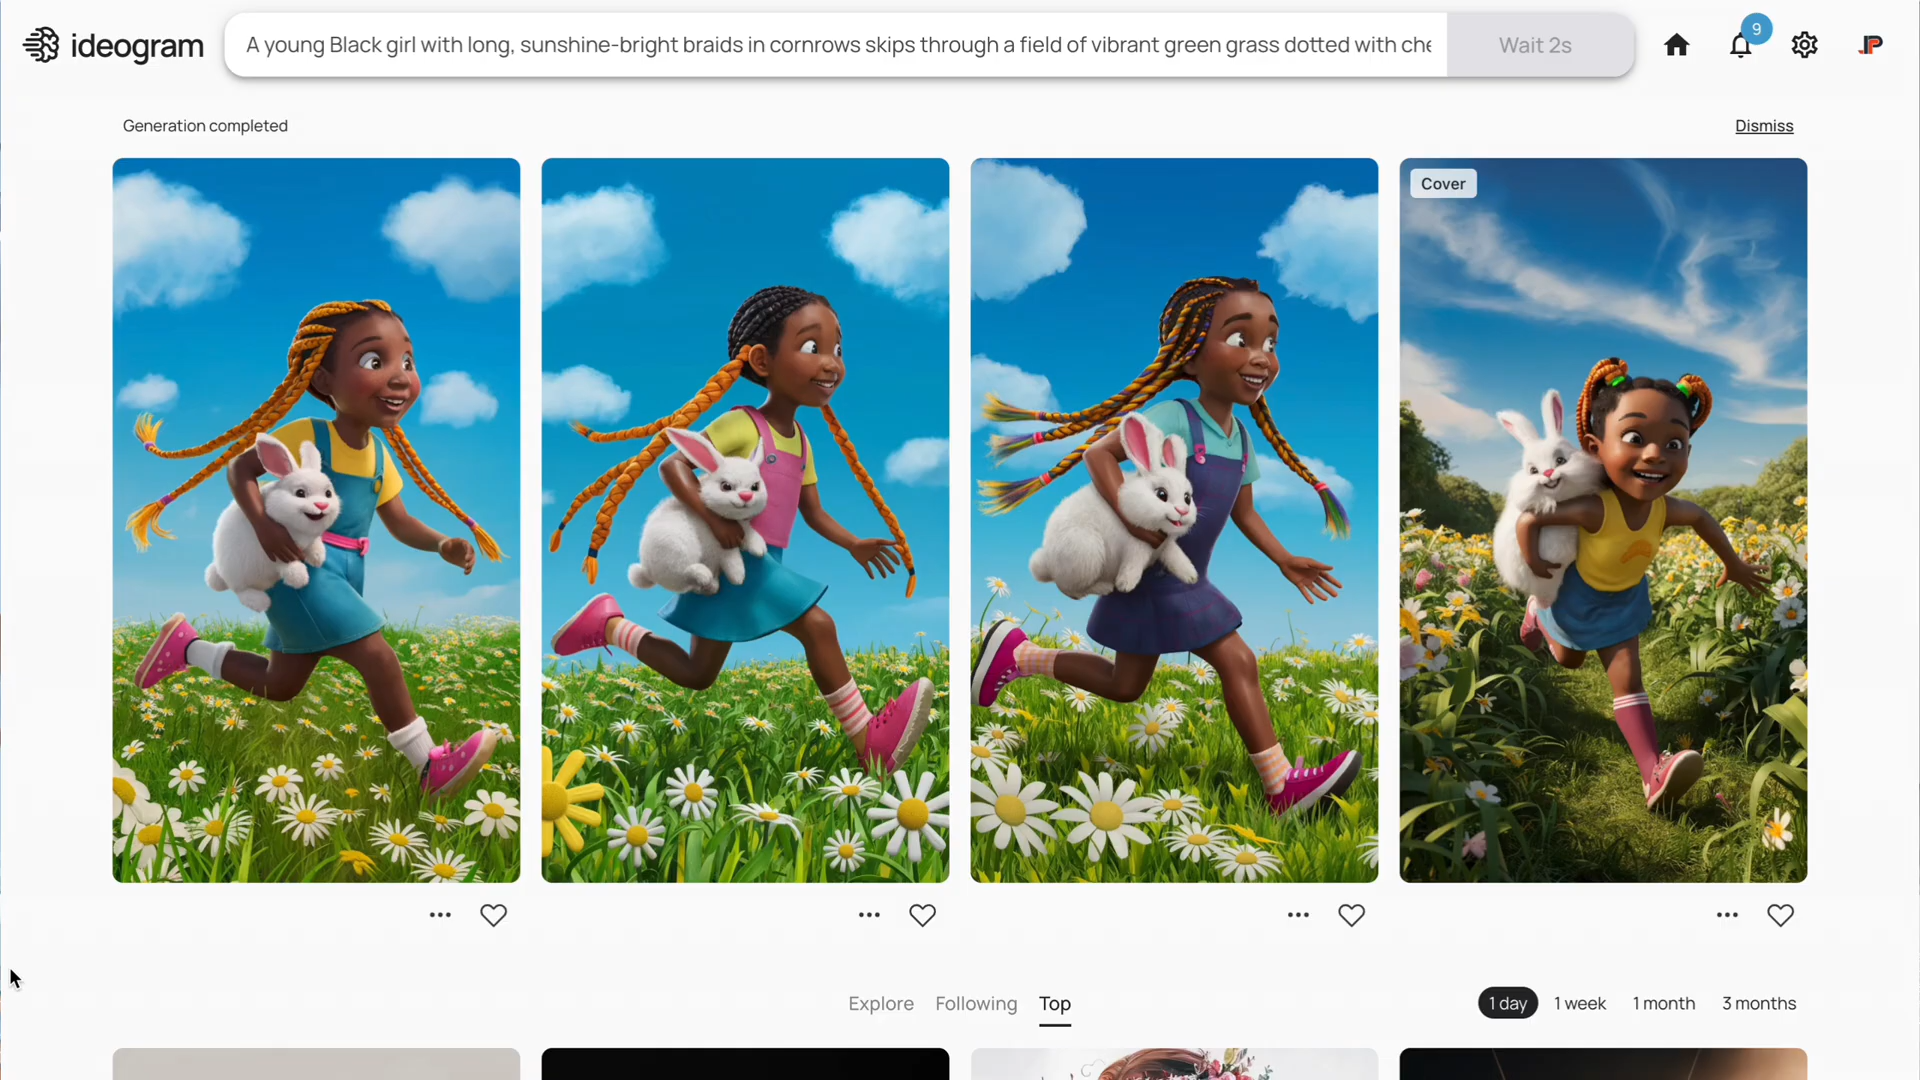 ideogram
A young Black girl with long, sunshine-bright braids in cornrows skips through a field of vibrant green grass dotted with che
Wait 2s
9
JP
Generation completed
Dismiss
Cover
Explore Following Top
1 day 1 week 1 month 3 months